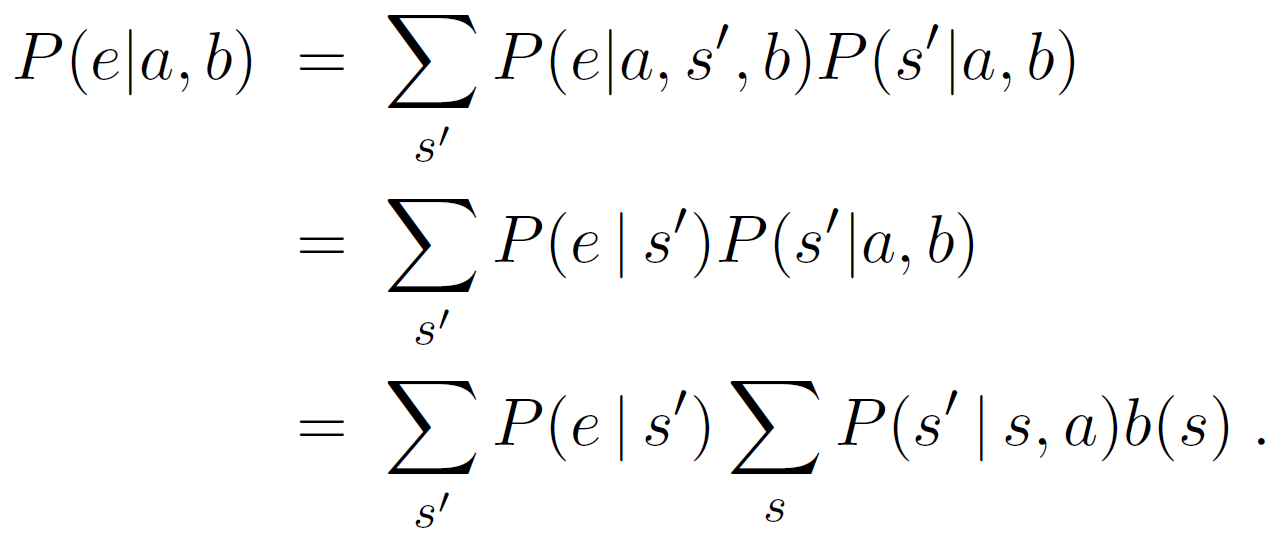 P(e|a, b) = ∑_{s′} P(e|a, s′, b)P(s′|a, b)
= ∑_{s′} P(e | s′)P(s′|a, b)
= ∑_{s′} P(e | s′) ∑_{s} P(s′ | s, a)b(s) .